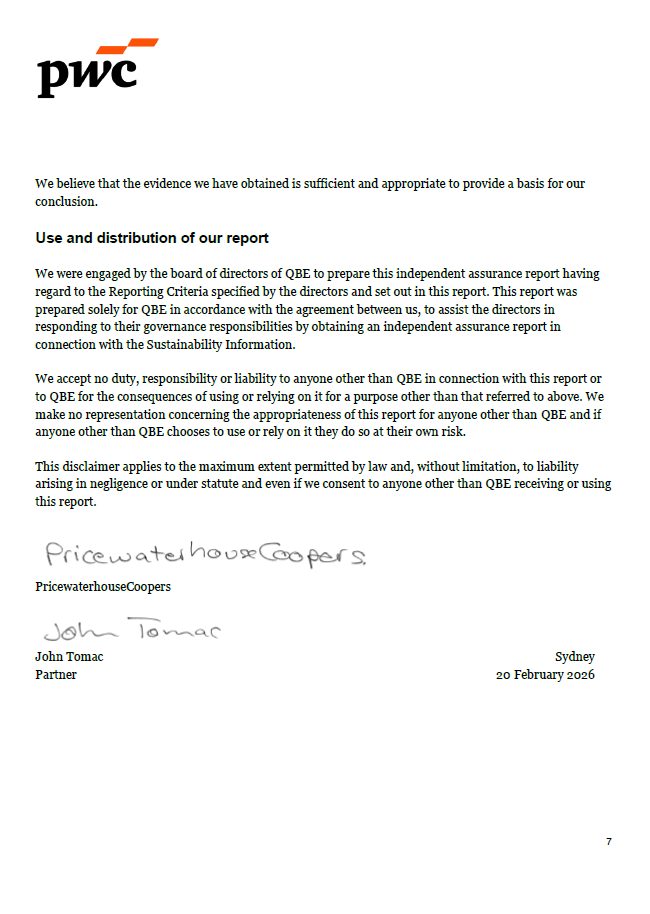 pwc
We believe that the evidence we have obtained is sufficient and appropriate to provide a basis for our
conclusion.
Use and distribution of our report
We were engaged by the board of directors of QBE to prepare this independent assurance report having
regard to the Reporting Criteria specified by the directors and set out in this report. This report was
prepared solely for QBE in accordance with the agreement between us, to assist the directors in
responding to their governance responsibilities by obtaining an independent assurance report in
connection with the Sustainability Information.
We accept no duty, responsibility or liability to anyone other than QBE in connection with this report or
to QBE for the consequences of using or relying on it for a purpose other than that referred to above. We
make no representation concerning the appropriateness of this report for anyone other than QBE and if
anyone other than QBE chooses to use or rely on it they do so at their own risk.
This disclaimer applies to the maximum extent permitted by law and, without limitation, to liability
arising in negligence or under statute and even if we consent to anyone other than QBE receiving or using
this report.
PricewaterhouseCoopers.
PricewaterhouseCoopers
John Tomac
John Tomac Sydney
Partner 20 February 2026
7